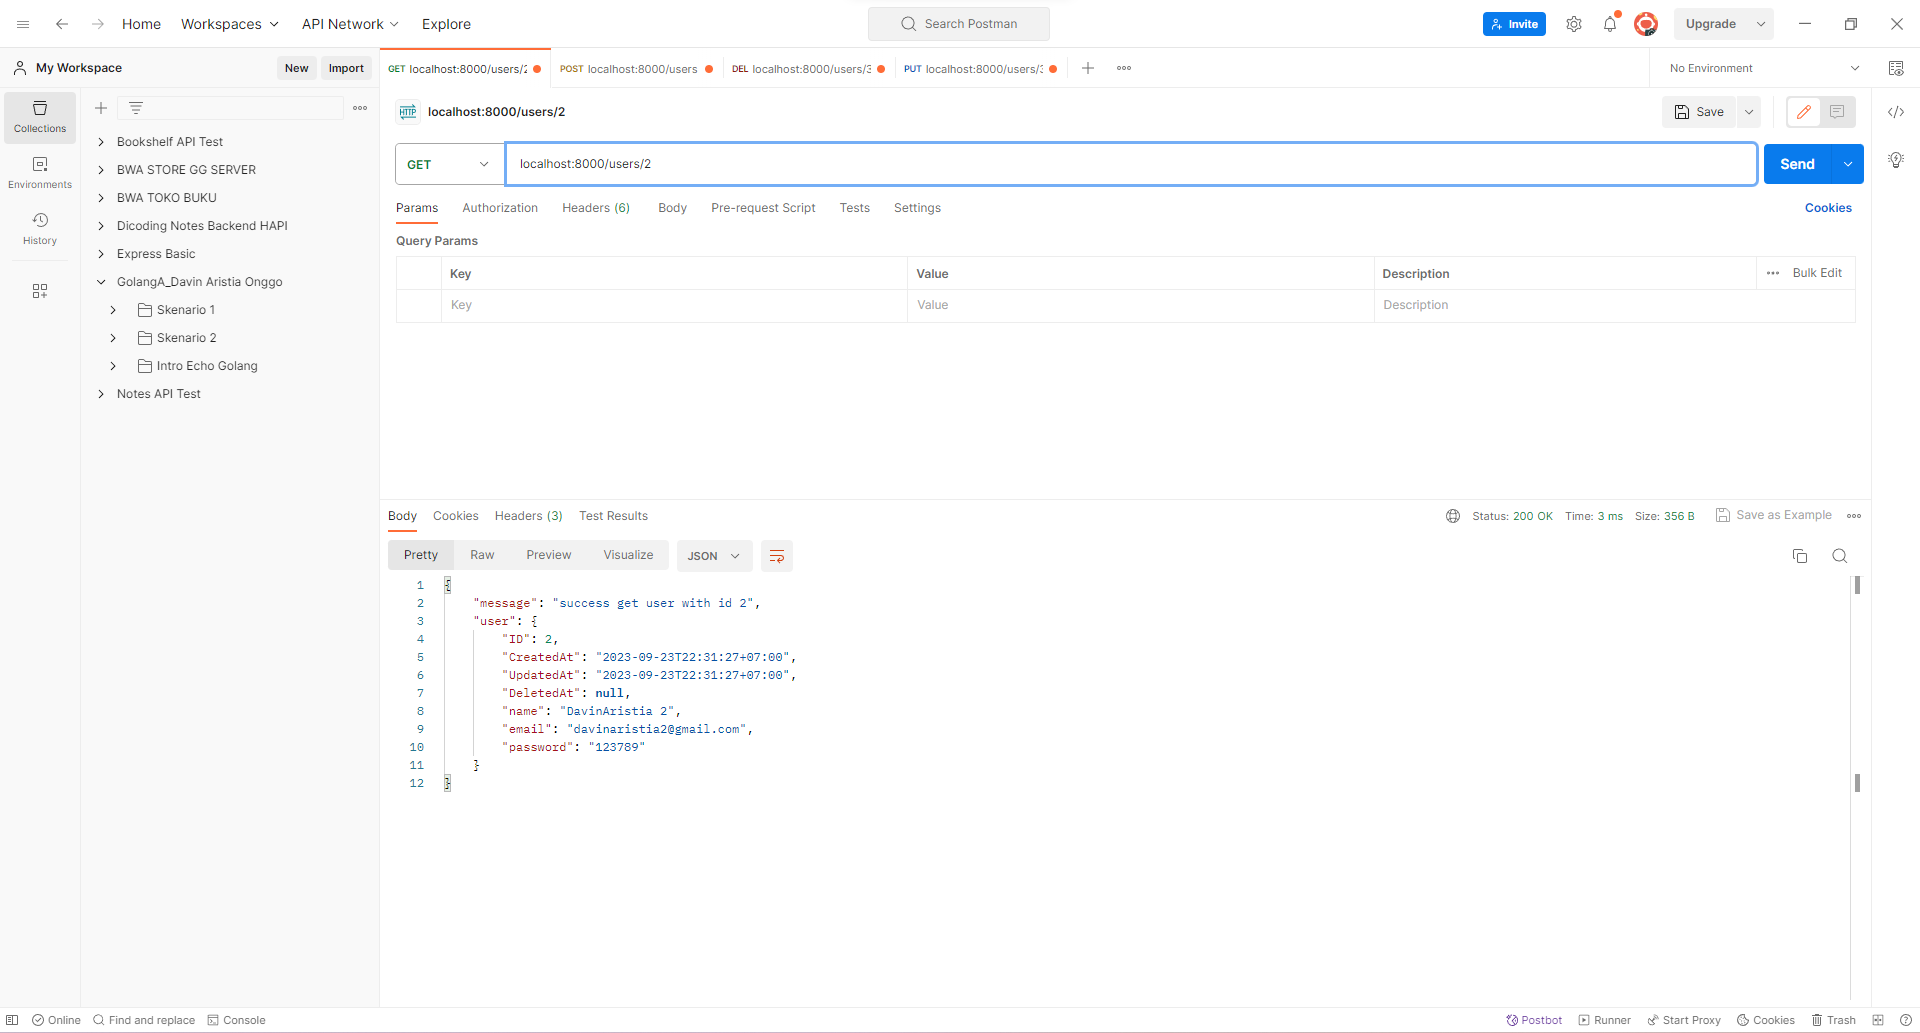 Home Workspaces API Network Explore Search Postman Invite Upgrade
My Workspace New Import
GET localhost:8000/users/2 POST localhost:8000/users DEL localhost:8000/users/3 PUT localhost:8000/users/3 No Environment
Collections
Environments
History
Bookshelf API Test
BWA STORE GG SERVER
BWA TOKO BUKU
Dicoding Notes Backend HAPI
Express Basic
GolangA_Davin Aristia Onggo
Skenario 1
Skenario 2
Intro Echo Golang
Notes API Test
HTTP localhost:8000/users/2 Save
GET localhost:8000/users/2 Send
Params Authorization Headers (6) Body Pre-request Script Tests Settings Cookies
Query Params
Key Value Description Bulk Edit
Key Value Description
Body Cookies Headers (3) Test Results Status: 200 OK Time: 3 ms Size: 356 B Save as Example
Pretty Raw Preview Visualize JSON
1 {
2 "message": "success get user with id 2",
3 "user": {
4 "ID": 2,
5 "CreatedAt": "2023-09-23T22:31:27+07:00",
6 "UpdatedAt": "2023-09-23T22:31:27+07:00",
7 "DeletedAt": null,
8 "name": "DavinAristia 2",
9 "email": "davinaristia2@gmail.com",
10 "password": "123789"
11 }
12 }
Online Find and replace Console Postbot Runner Start Proxy Cookies Trash